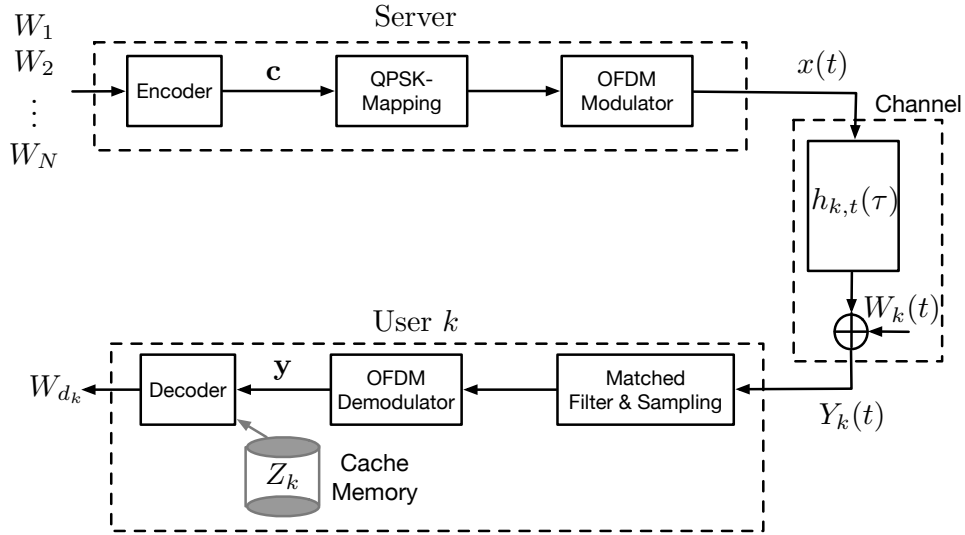 Server
W_1
W_2
⋮
W_N
Encoder
c
QPSK-
Mapping
OFDM
Modulator
x(t)
Channel
h_{k,t}(τ)
W_k(t)
Y_k(t)
User k
Matched
Filter & Sampling
OFDM
Demodulator
y
Decoder
W_{d_k}
Z_k
Cache
Memory